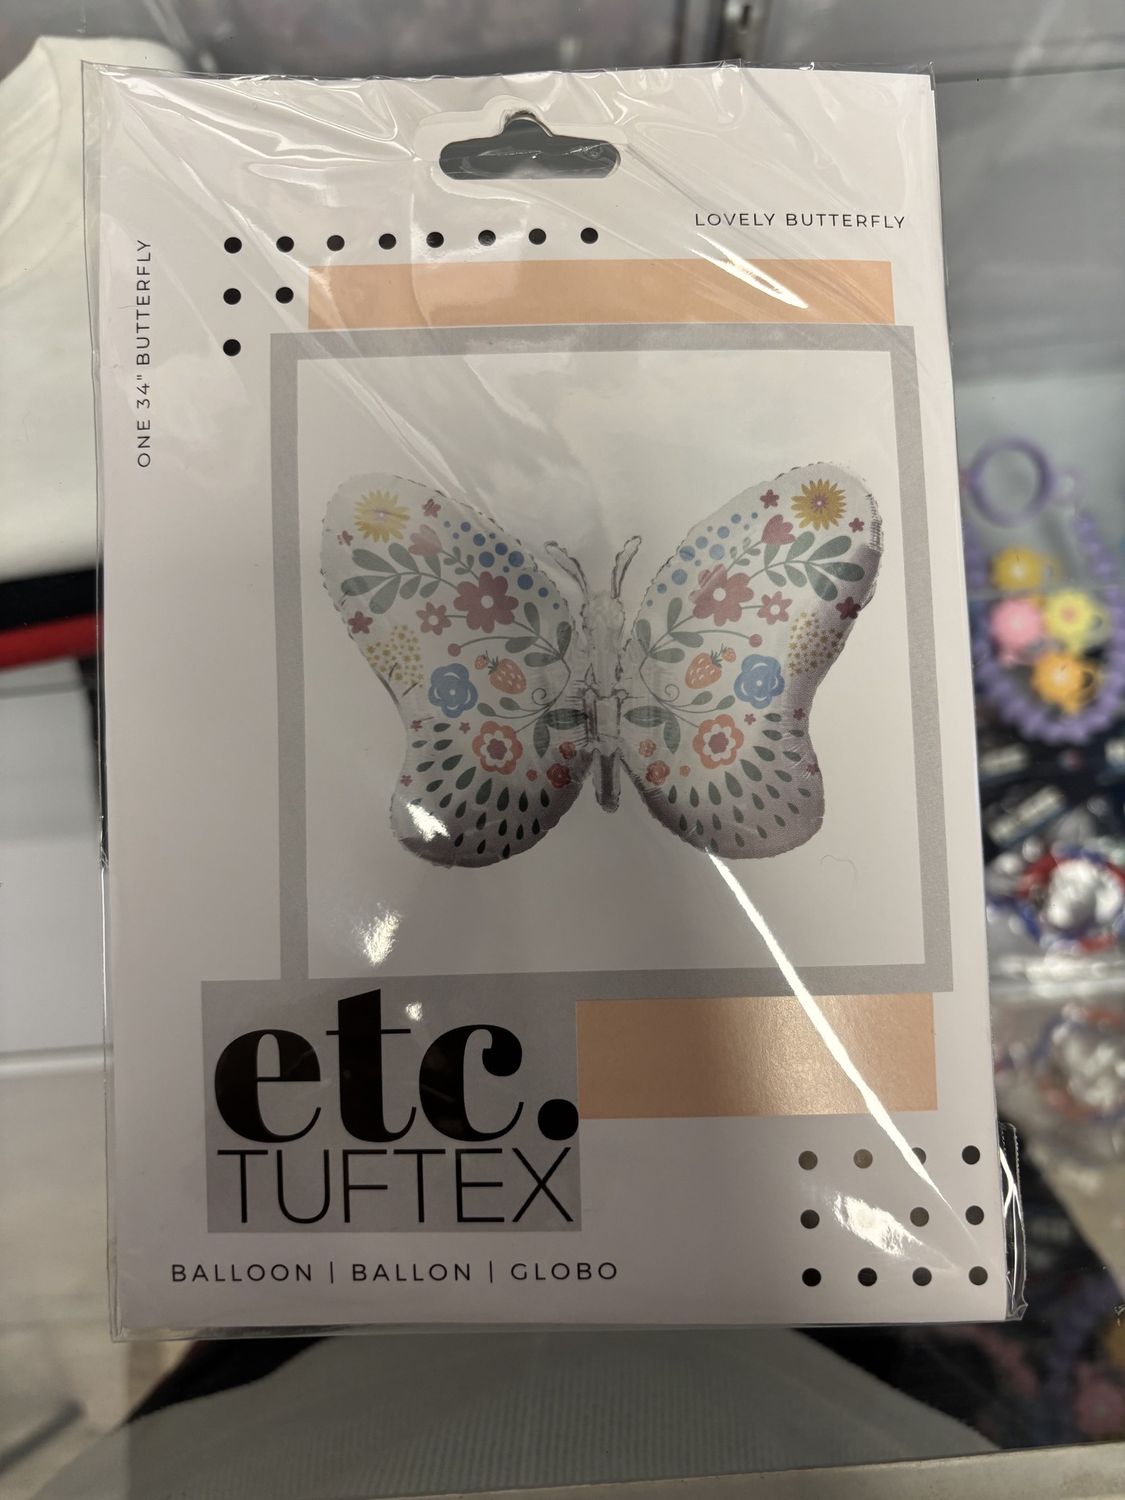 LOVELY BUTTERFLY
ONE 34" BUTTERFLY
etc.
TUFTEX
BALLOON | BALLON | GLOBO